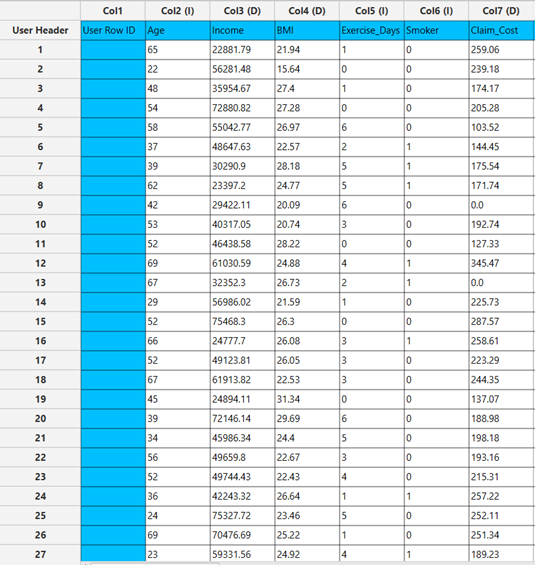 Col1 Col2 (I) Col3 (D) Col4 (D) Col5 (I) Col6 (I) Col7 (D)
User Header User Row ID Age Income BMI Exercise_Days Smoker Claim_Cost
1 65 22881.79 21.94 1 0 259.06
2 22 56281.48 15.64 0 0 239.18
3 48 35954.67 27.4 1 0 174.17
4 54 72880.82 27.28 0 0 205.28
5 58 55042.77 26.97 6 0 103.52
6 37 48647.63 22.57 2 1 144.45
7 39 30290.9 28.18 5 1 175.54
8 62 23397.2 24.77 5 1 171.74
9 42 29422.11 20.09 6 0 0.0
10 53 40317.05 20.74 3 0 192.74
11 52 46438.58 28.22 0 0 127.33
12 69 61030.59 24.88 4 1 345.47
13 67 32352.3 26.73 2 1 0.0
14 29 56986.02 21.59 1 0 225.73
15 52 75468.3 26.3 0 0 287.57
16 66 24777.7 26.08 3 1 258.61
17 52 49123.81 26.05 3 0 223.29
18 67 61913.82 22.53 3 0 244.35
19 45 24894.11 31.34 0 0 137.07
20 39 72146.14 29.69 6 0 188.98
21 34 45986.34 24.4 5 0 198.18
22 56 49659.8 22.67 3 0 193.16
23 52 49744.43 22.43 4 0 215.31
24 36 42243.32 26.64 1 1 257.22
25 24 75327.72 23.46 5 0 252.11
26 69 70476.69 25.22 1 0 251.34
27 23 59331.56 24.92 4 1 189.23